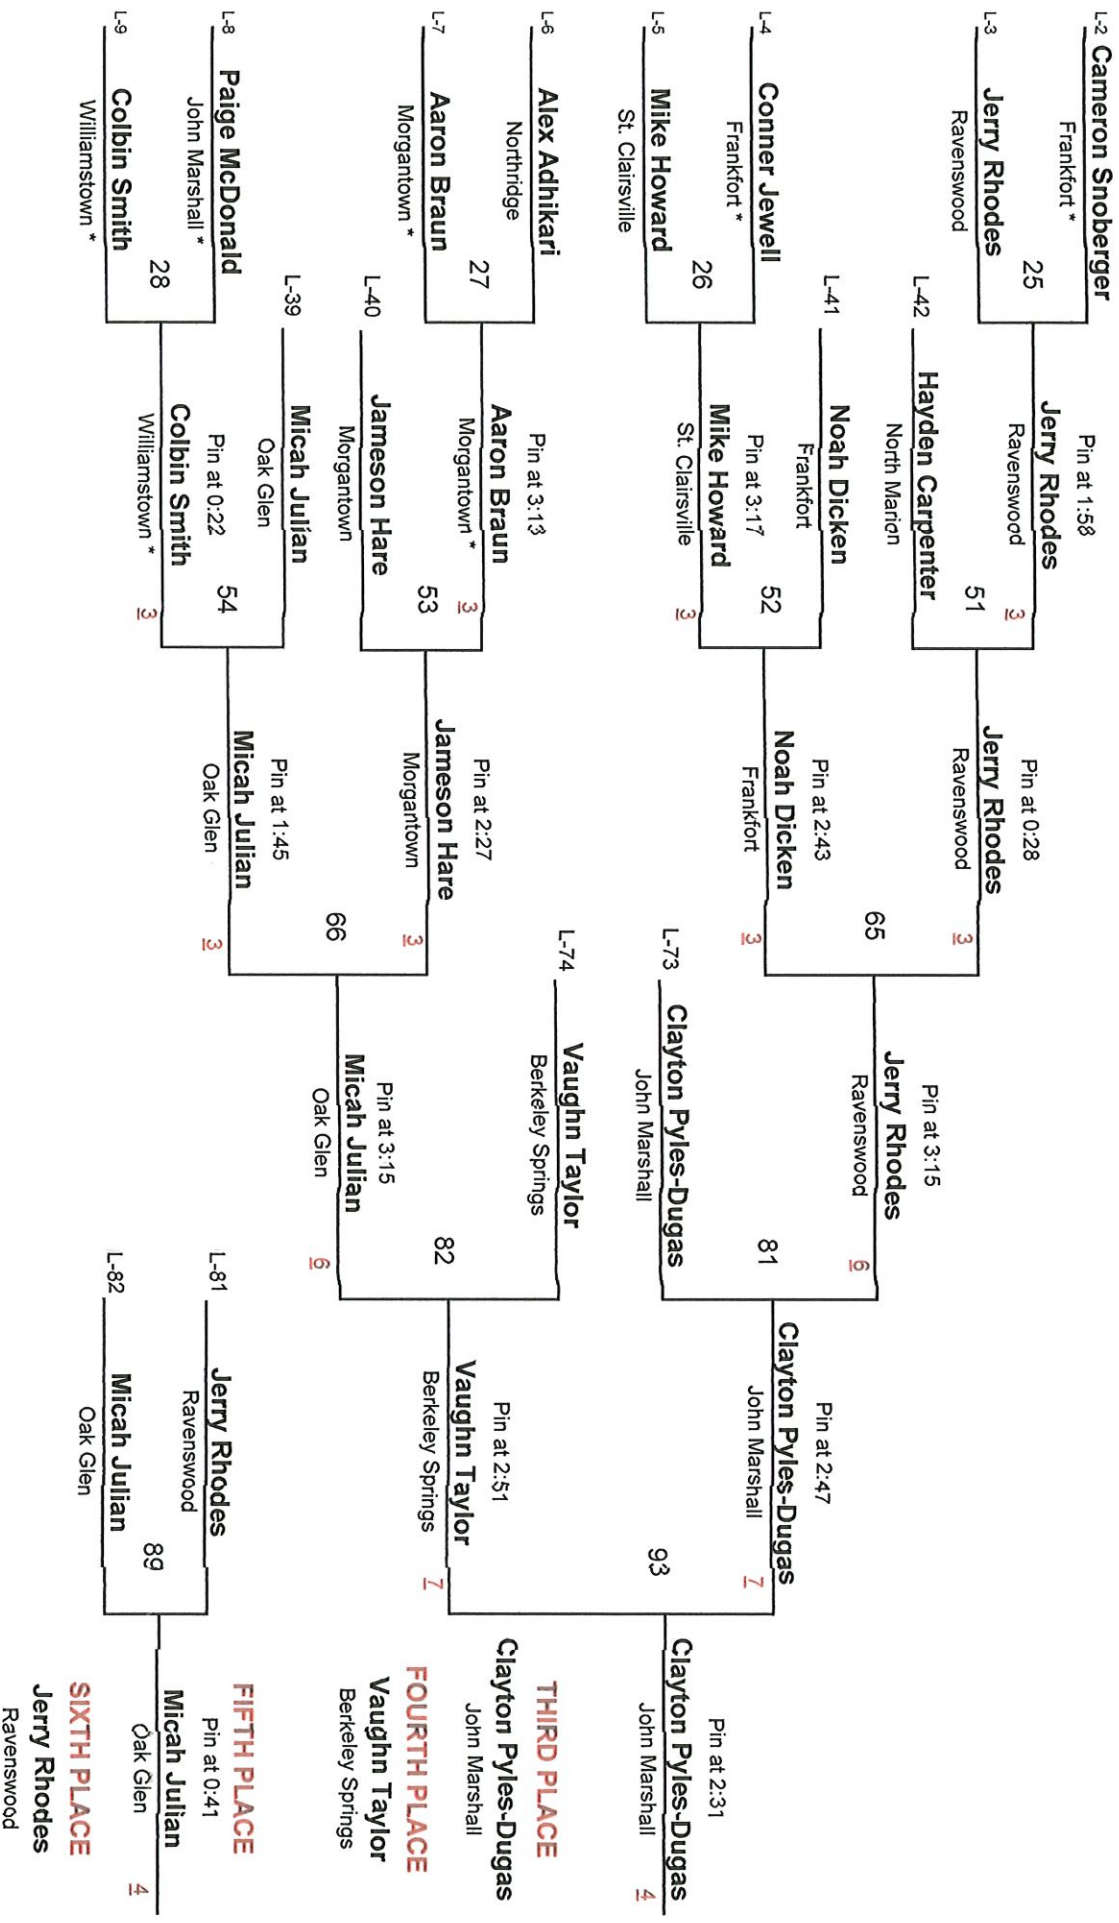 L-2 Cameron Snoberger
Frankfort *
25
L-3 Jerry Rhodes
Ravenswood
L-4 Conner Jewell
Frankfort *
26
L-5 Mike Howard
St. Clairsville
L-6 Alex Adhikari
Northridge
27
L-7 Aaron Braun
Morgantown *
L-8 Paige McDonald
John Marshall *
28
L-9 Colbin Smith
Williamstown *
Pin at 1:58
Jerry Rhodes
Ravenswood 3
51
L-42 Hayden Carpenter
North Marion
L-41 Noah Dicken
Frankfort
52
Pin at 3:17
Mike Howard
St. Clairsville 3
Pin at 3:13
Aaron Braun
Morgantown * 3
53
L-40 Jameson Hare
Morgantown
L-39 Micah Julian
Oak Glen
54
Pin at 0:22
Colbin Smith
Williamstown * 3
Pin at 0:28
Jerry Rhodes
Ravenswood 3
65
Pin at 2:43
Noah Dicken
Frankfort 3
Pin at 2:27
Jameson Hare
Morgantown 3
66
Pin at 1:45
Micah Julian
Oak Glen 3
Pin at 3:15
Jerry Rhodes
Ravenswood 6
81
L-73 Clayton Pyles-Dugas
John Marshall
L-74 Vaughn Taylor
Berkeley Springs
82
Pin at 3:15
Micah Julian
Oak Glen 6
Pin at 2:47
Clayton Pyles-Dugas
John Marshall 7
93
Pin at 2:51
Vaughn Taylor
Berkeley Springs 7
L-81 Jerry Rhodes
Ravenswood
89
L-82 Micah Julian
Oak Glen
Pin at 2:31
Clayton Pyles-Dugas
John Marshall 4
THIRD PLACE
Clayton Pyles-Dugas
John Marshall
FOURTH PLACE
Vaughn Taylor
Berkeley Springs
FIFTH PLACE
Pin at 0:41
Micah Julian
Oak Glen 4
SIXTH PLACE
Jerry Rhodes
Ravenswood